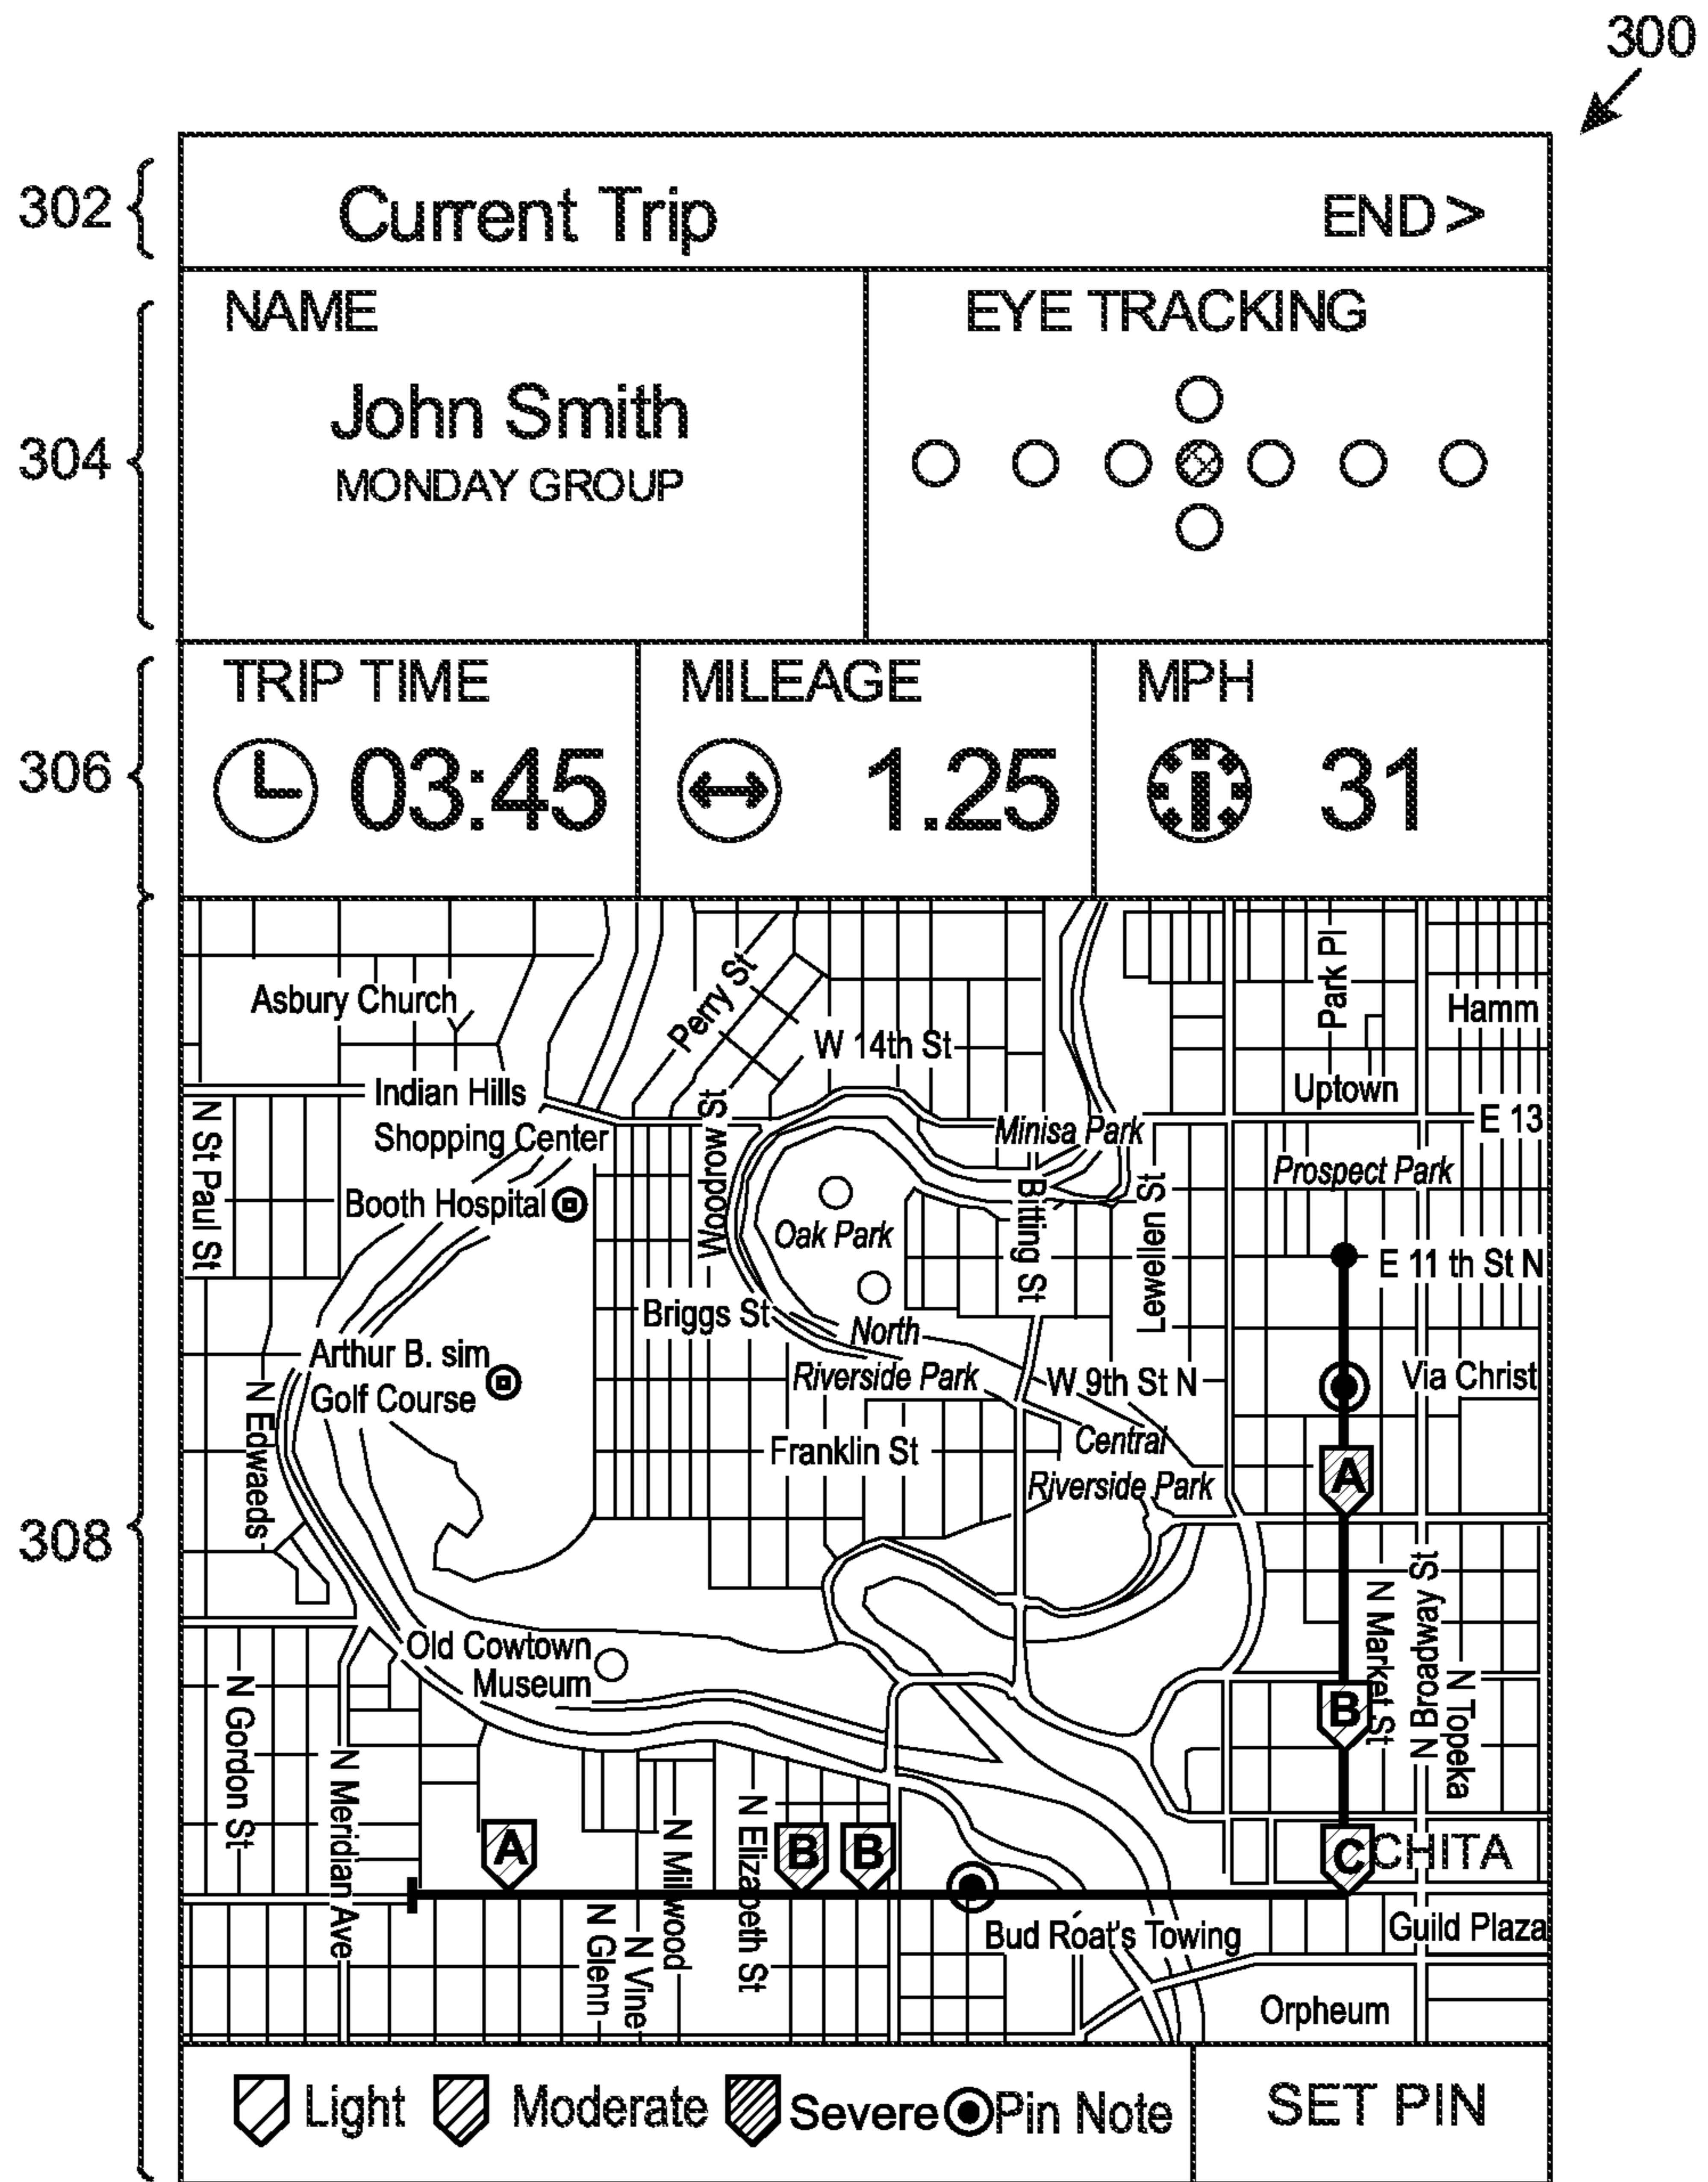 300
302
Current Trip
END >
304
NAME
John Smith
MONDAY GROUP
EYE TRACKING
306
TRIP TIME
03:45
MILEAGE
1.25
MPH
31
308
Asbury Church
Perry St
W 14th St
Park Pl
Hamm
Uptown
Indian Hills
Shopping Center
N St Paul St
Woodrow St
Minisa Park
E 13
Prospect Park
Booth Hospital
Oak Park
Bitting St
Lewellen St
E 11 th St N
Briggs St
North
Riverside Park
Arthur B. sim
Golf Course
W 9th St N
Via Christ
N Edwaeds
Franklin St
Central
Riverside Park
A
N Market St
N Broadway St
N Topeka
Old Cowtown
Museum
B
N Gordon St
N Meridian Ave
A
N Millwood
N Elizabeth St
B
B
C
CHITA
N Glenn
N Vine
Bud Roat's Towing
Guild Plaza
Orpheum
Light
Moderate
Severe
Pin Note
SET PIN